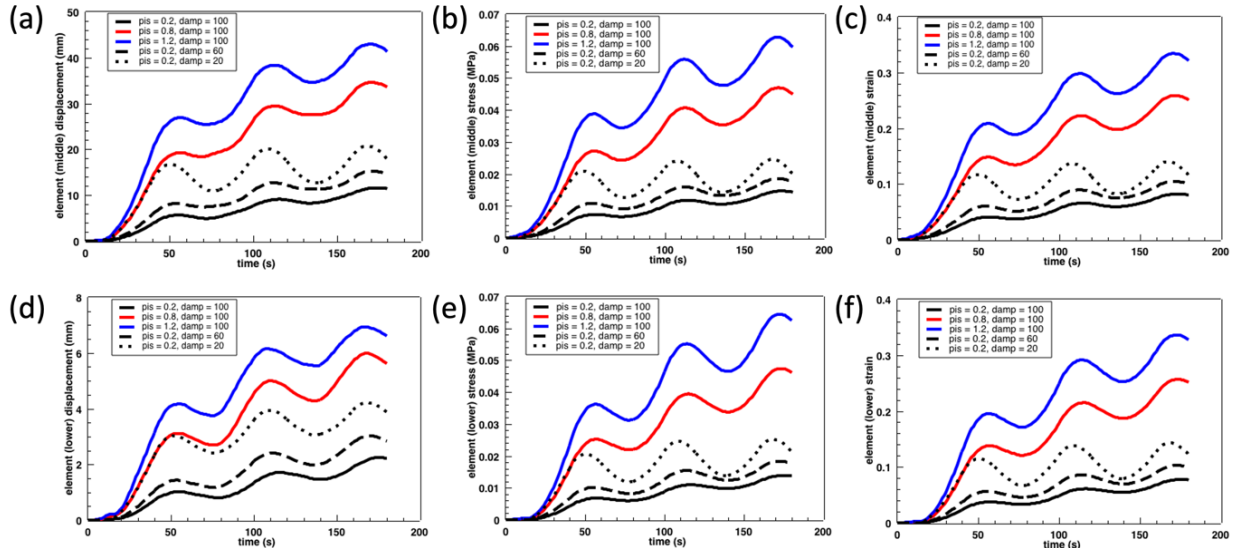 (a)
element (middle) displacement (mm)
50
40
30
20
10
0
pis = 0.2, damp = 100
pis = 0.8, damp = 100
pis = 1.2, damp = 100
pis = 0.2, damp = 60
pis = 0.2, damp = 20
0 50 100 150 200
time (s)
(b)
element (middle) stress (MPa)
0.07
0.06
0.05
0.04
0.03
0.02
0.01
0
pis = 0.2, damp = 100
pis = 0.8, damp = 100
pis = 1.2, damp = 100
pis = 0.2, damp = 60
pis = 0.2, damp = 20
0 50 100 150 200
time (s)
(c)
element (middle) strain
0.4
0.3
0.2
0.1
0.0
pis = 0.2, damp = 100
pis = 0.8, damp = 100
pis = 1.2, damp = 100
pis = 0.2, damp = 60
pis = 0.2, damp = 20
0 50 100 150 200
time (s)
(d)
element (lower) displacement (mm)
8
6
4
2
0
pis = 0.2, damp = 100
pis = 0.8, damp = 100
pis = 1.2, damp = 100
pis = 0.2, damp = 60
pis = 0.2, damp = 20
0 50 100 150 200
time (s)
(e)
element (lower) stress (MPa)
0.07
0.06
0.05
0.04
0.03
0.02
0.01
0
pis = 0.2, damp = 100
pis = 0.8, damp = 100
pis = 1.2, damp = 100
pis = 0.2, damp = 60
pis = 0.2, damp = 20
0 50 100 150 200
time (s)
(f)
element (lower) strain
0.4
0.3
0.2
0.1
0.0
pis = 0.2, damp = 100
pis = 0.8, damp = 100
pis = 1.2, damp = 100
pis = 0.2, damp = 60
pis = 0.2, damp = 20
0 50 100 150 200
time (s)